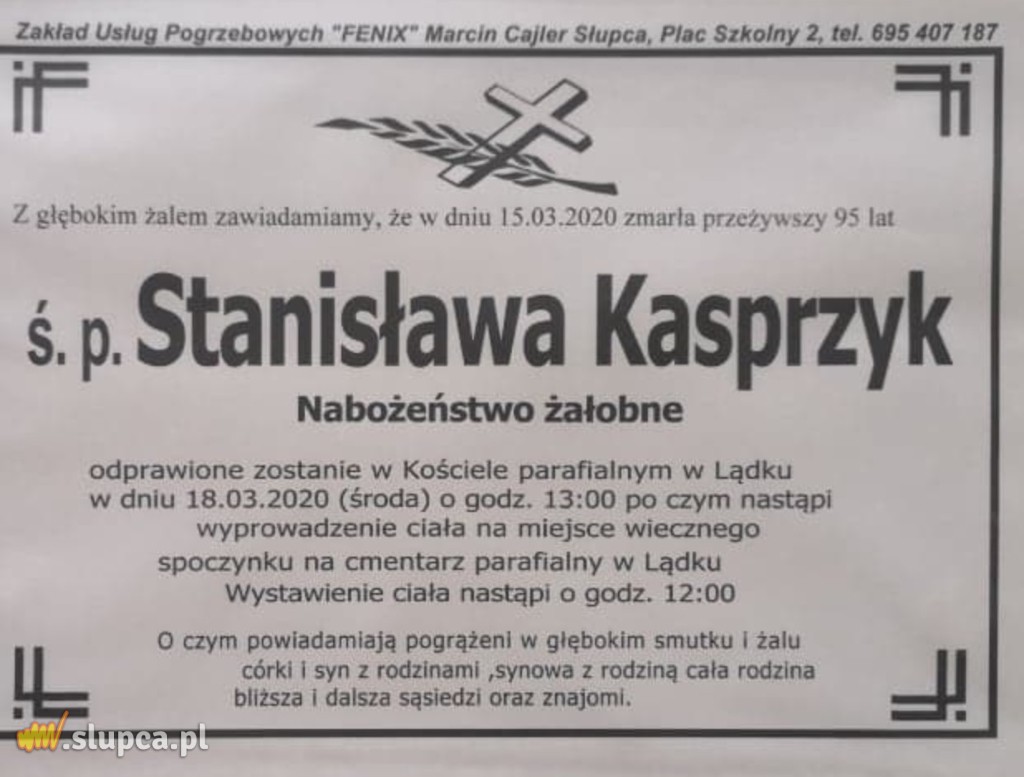 Zakład Usług Pogrzebowych "FENIX" Marcin Cajler Słupca, Plac Szkolny 2, tel. 695 407 187
Z głębokim żalem zawiadamiamy, że w dniu 15.03.2020 zmarła przeżywszy 95 lat
ś. p. Stanisława Kasprzyk
Nabożeństwo żałobne
odprawione zostanie w Kościele parafialnym w Lądku
w dniu 18.03.2020 (środa) o godz. 13:00 po czym nastąpi
wyprowadzenie ciała na miejsce wiecznego
spoczynku na cmentarz parafialny w Lądku
Wystawienie ciała nastąpi o godz. 12:00
O czym powiadamiają pogrążeni w głębokim smutku i żalu
córki i syn z rodzinami ,synowa z rodziną cała rodzina
bliższa i dalsza sąsiedzi oraz znajomi.
.slupca.pl